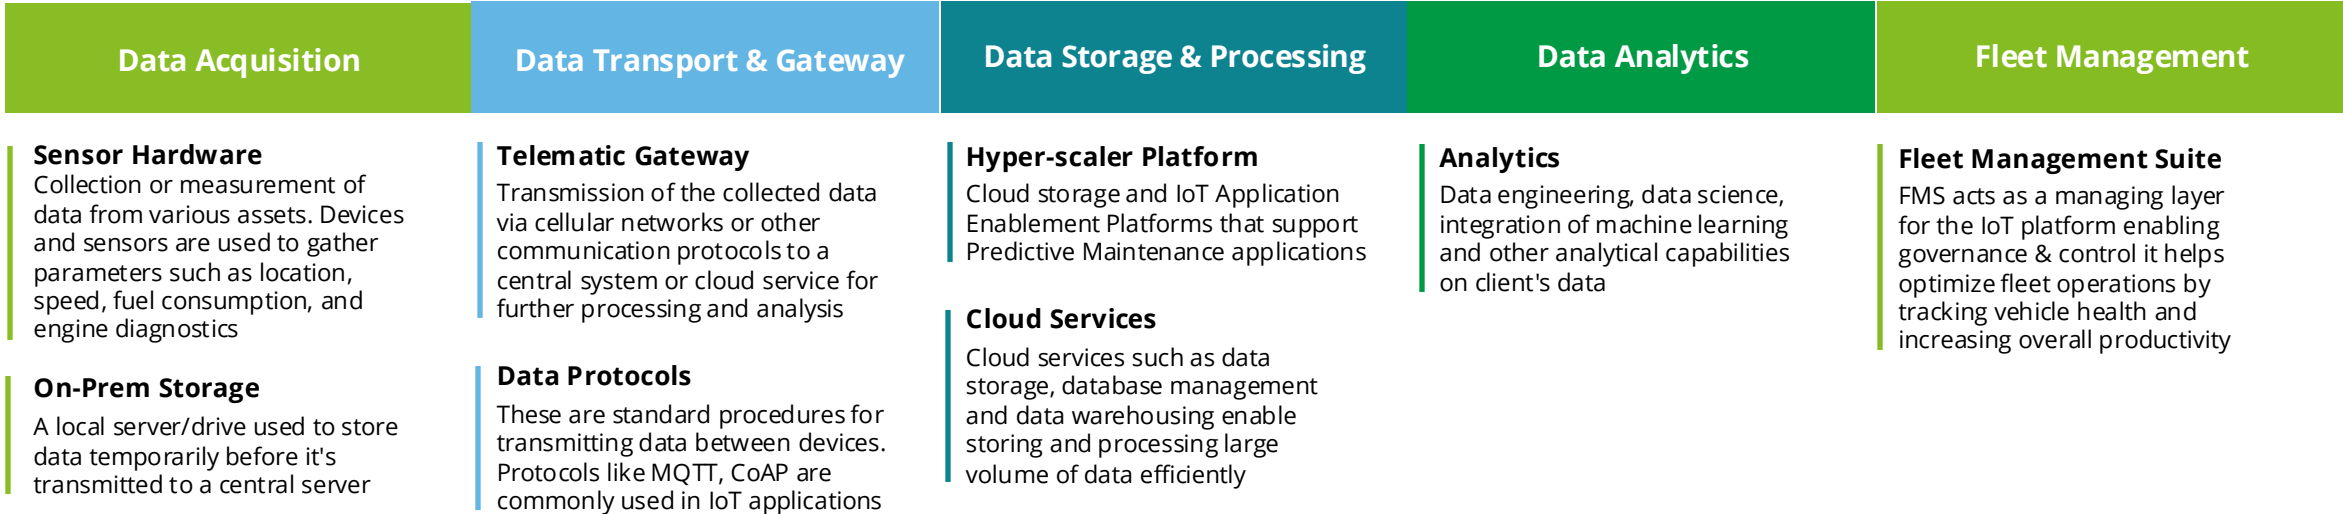 Data Acquisition
Data Transport & Gateway
Data Storage & Processing
Data Analytics
Fleet Management
Sensor Hardware
Collection or measurement of
data from various assets. Devices
and sensors are used to gather
parameters such as location,
speed, fuel consumption, and
engine diagnostics
On-Prem Storage
A local server/drive used to store
data temporarily before it's
transmitted to a central server
Telematic Gateway
Transmission of the collected data
via cellular networks or other
communication protocols to a
central system or cloud service for
further processing and analysis
Data Protocols
These are standard procedures for
transmitting data between devices.
Protocols like MQTT, CoAP are
commonly used in IoT applications
Hyper-scaler Platform
Cloud storage and IoT Application
Enablement Platforms that support
Predictive Maintenance applications
Cloud Services
Cloud services such as data
storage, database management
and data warehousing enable
storing and processing large
volume of data efficiently
Analytics
Data engineering, data science,
integration of machine learning
and other analytical capabilities
on client's data
Fleet Management Suite
FMS acts as a managing layer
for the IoT platform enabling
governance & control it helps
optimize fleet operations by
tracking vehicle health and
increasing overall productivity